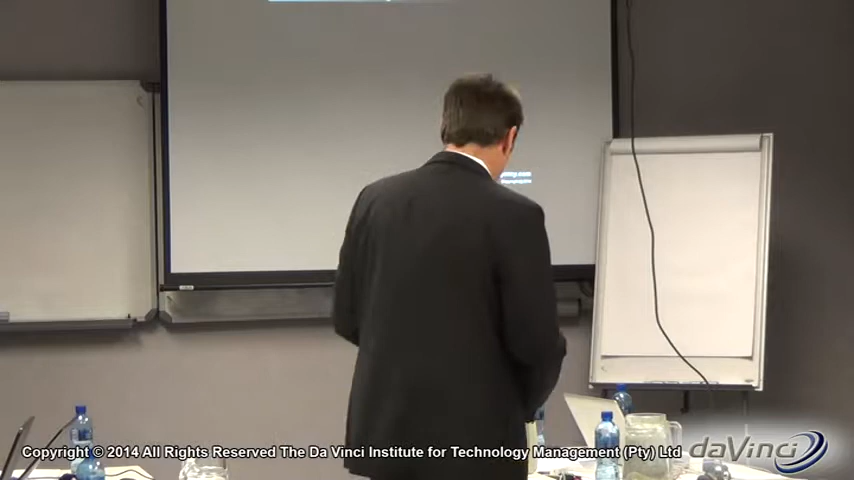 Copyright © 2014 All Rights Reserved The Da Vinci Institute for Technology Management (Pty) Ltd
daVinci